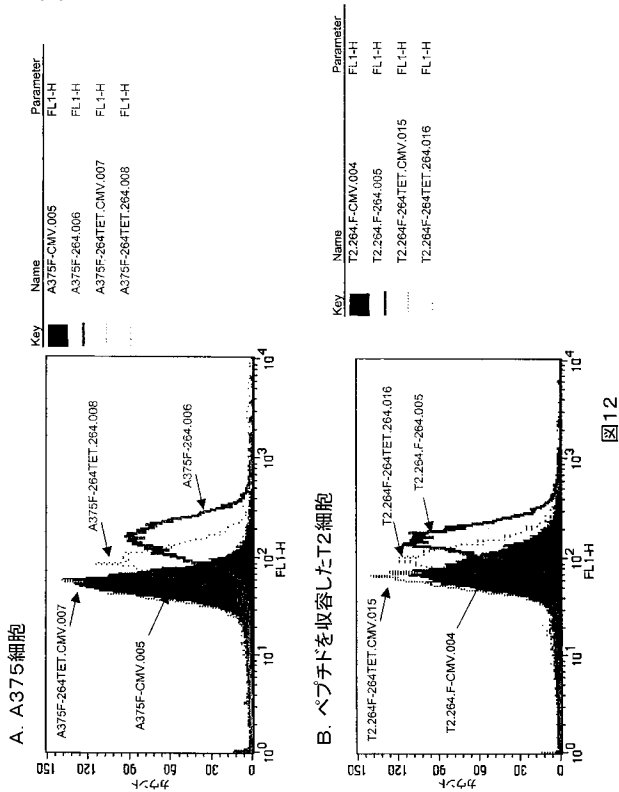 A. A375細胞
カウント
150
120
90
60
30
0
A375F-264TET.CMV.007
A375F-CMV.005
A375F-264TET.264.008
A375F-264.006
10^0
10^1
10^2
10^3
10^4
FL1-H
Key Name Parameter
A375F-CMV.005 FL1-H
A375F-264.006 FL1-H
A375F-264TET.CMV.007 FL1-H
A375F-264TET.264.008 FL1-H
B. ペプチドを収容したT2細胞
カウント
150
120
90
60
30
0
T2.264F-264TET.CMV.015
T2.264.F-CMV.004
T2.264F-264TET.264.016
T2.264.F-264.005
10^0
10^1
10^2
10^3
10^4
FL1-H
Key Name Parameter
T2.264.F-CMV.004 FL1-H
T2.264.F-264.005 FL1-H
T2.264F-264TET.CMV.015 FL1-H
T2.264F-264TET.264.016 FL1-H
図12